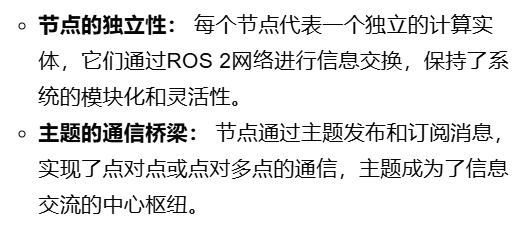 节点的独立性： 每个节点代表一个独立的计算实
体，它们通过ROS 2网络进行信息交换，保持了系
统的模块化和灵活性。
主题的通信桥梁： 节点通过主题发布和订阅消息，
实现了点对点或点对多点的通信，主题成为了信息
交流的中心枢纽。